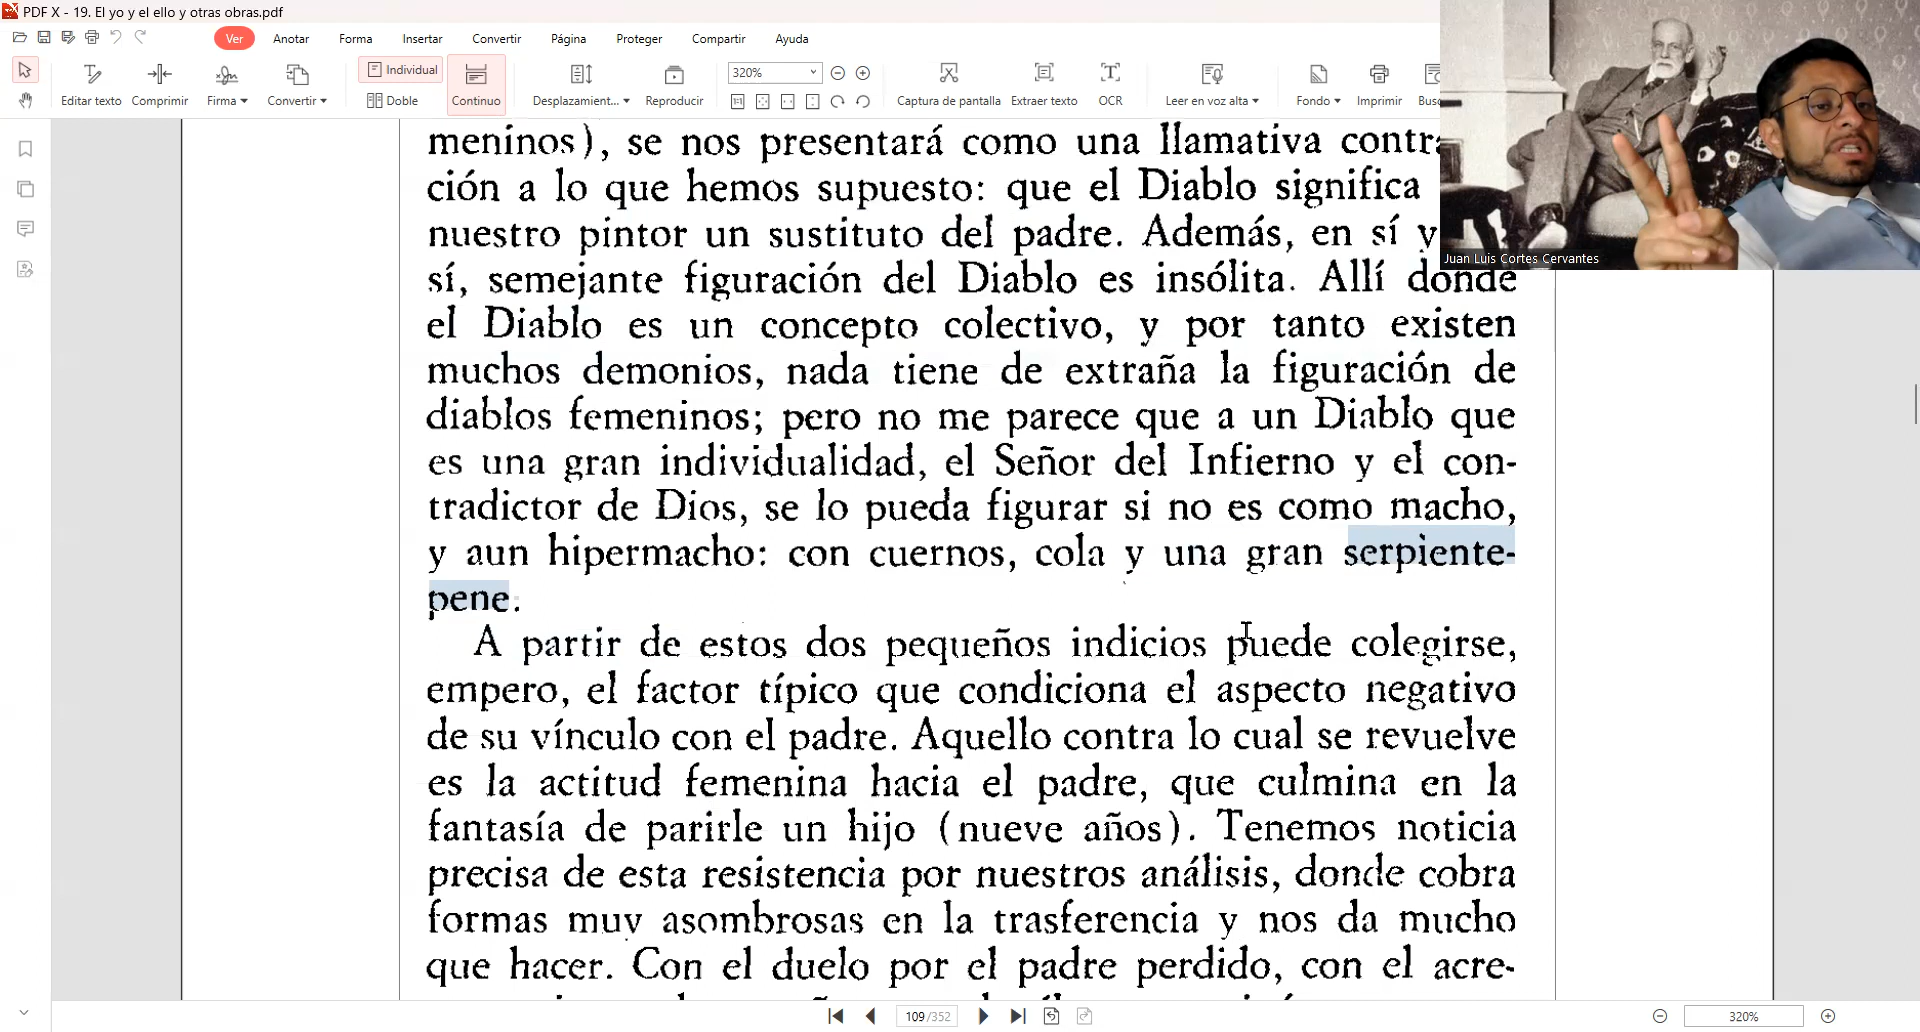 PDF X - 19. El yo y el ello y otras obras.pdf
Ver Anotar Forma Insertar Convertir Página Proteger Compartir Ayuda
Individual 320%
Editar texto Comprimir Firma Convertir Doble Continuo Desplazamient... Reproducir Captura de pantalla Extraer texto OCR Leer en voz alta Fondo Imprimir
Juan Luis Cortes Cervantes
meninos), se nos presentará como una llamativa
ción a lo que hemos supuesto: que el Diablo significa
nuestro pintor un sustituto del padre. Además, en sí y
sí, semejante figuración del Diablo es insólita. Allí donde
el Diablo es un concepto colectivo, y por tanto existen
muchos demonios, nada tiene de extraña la figuración de
diablos femeninos; pero no me parece que a un Diablo que
es una gran individualidad, el Señor del Infierno y el con-
tradictor de Dios, se lo pueda figurar si no es como macho,
y aun hipermacho: con cuernos, cola y una gran serpiente-
pene.
A partir de estos dos pequeños indicios puede colegirse,
empero, el factor típico que condiciona el aspecto negativo
de su vínculo con el padre. Aquello contra lo cual se revuelve
es la actitud femenina hacia el padre, que culmina en la
fantasía de parirle un hijo (nueve años). Tenemos noticia
precisa de esta resistencia por nuestros análisis, donde cobra
formas muy asombrosas en la trasferencia y nos da mucho
que hacer. Con el duelo por el padre perdido, con el acre-
109/352 320%